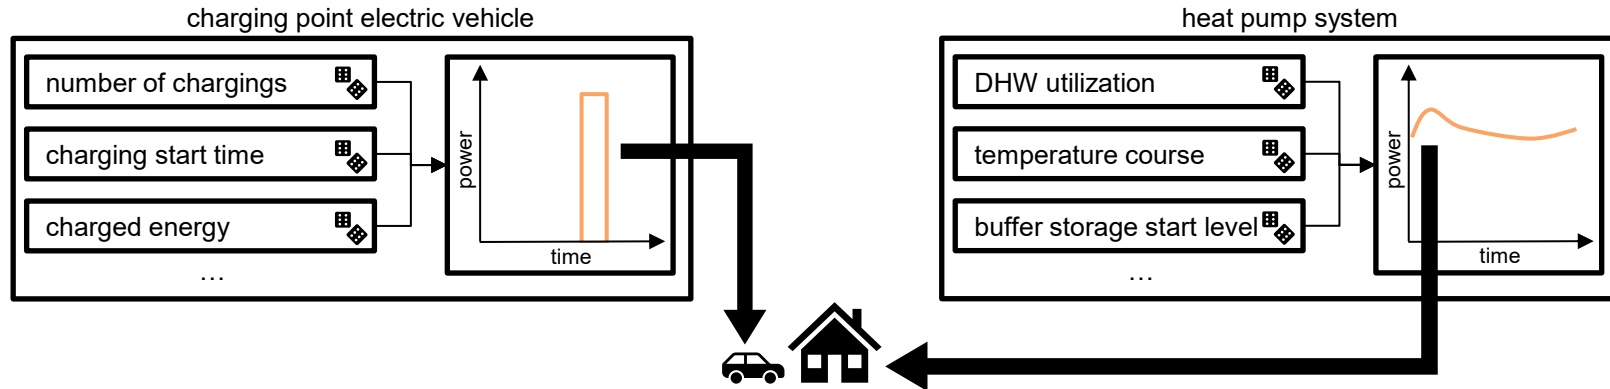 charging point electric vehicle
number of chargings
charging start time
charged energy
…
power
time
heat pump system
DHW utilization
temperature course
buffer storage start level
…
power
time